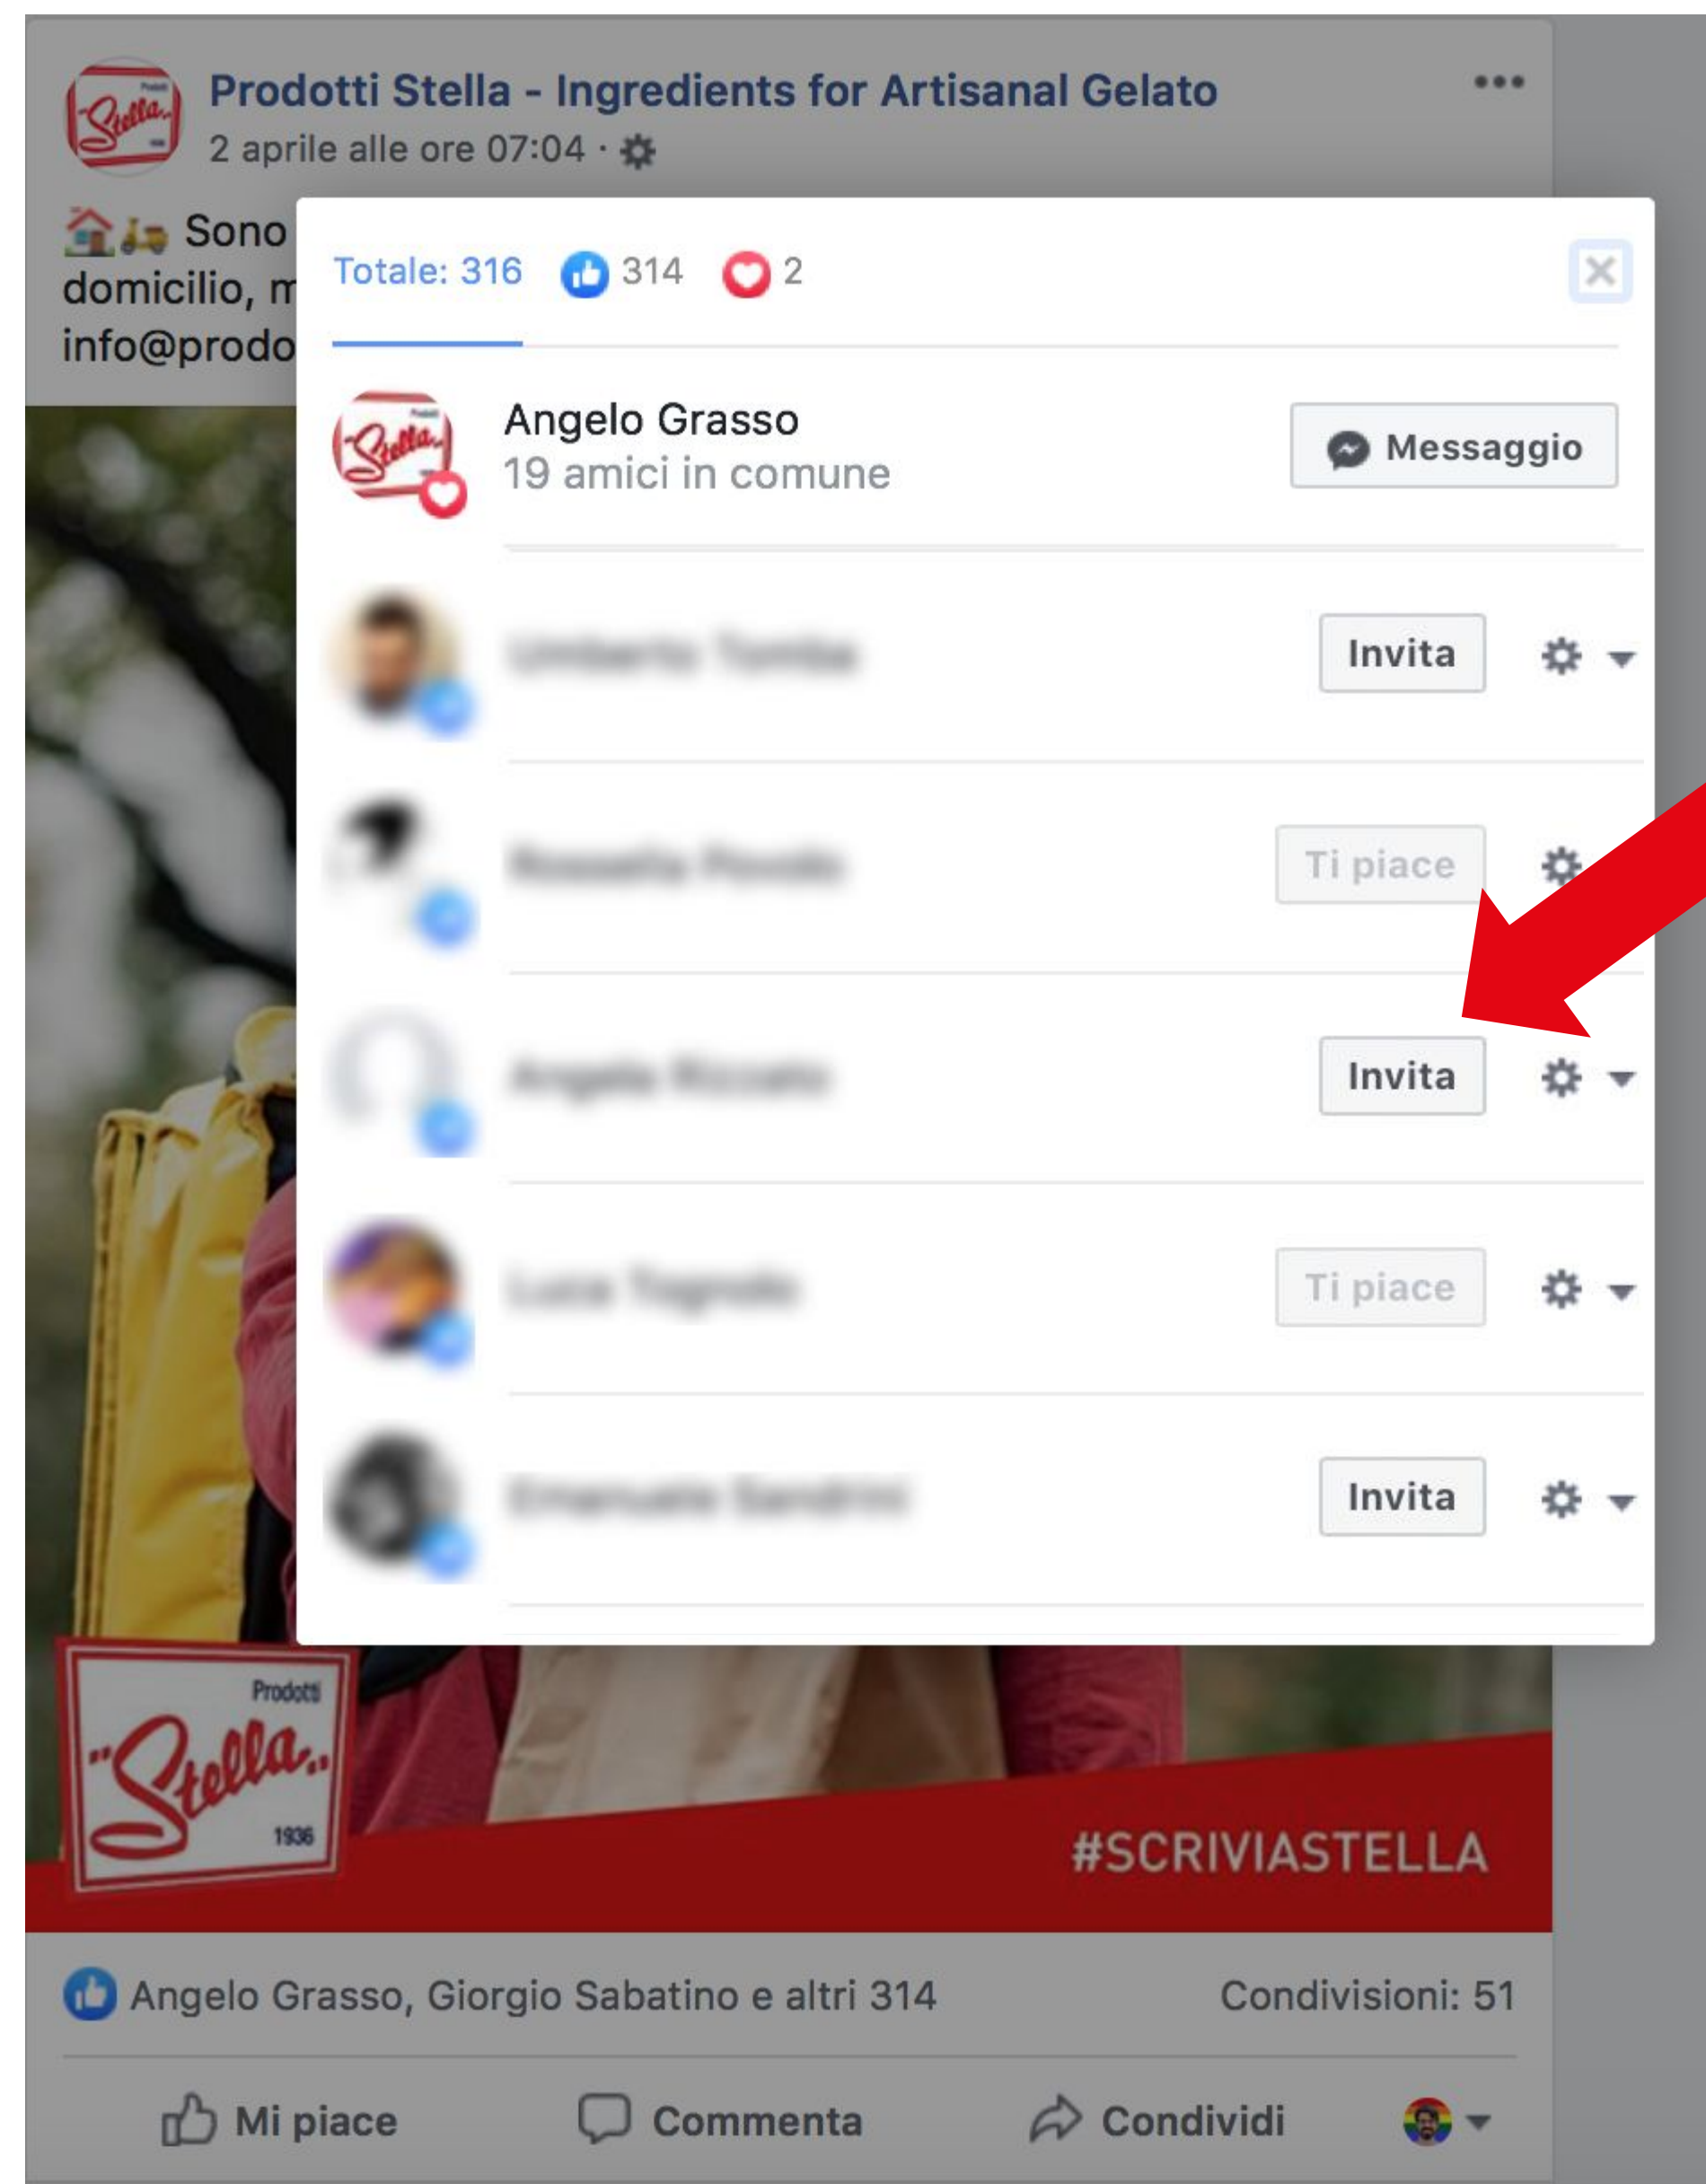 Prodotti Stella - Ingredients for Artisanal Gelato
2 aprile alle ore 07:04 ·
Sono
domicilio, m
info@prodo
Totale: 316 314 2
Angelo Grasso
19 amici in comune
Messaggio
Invita
Ti piace
Invita
Ti piace
Invita
Prodotti
"Stella"
1936
#SCRIVIASTELLA
Angelo Grasso, Giorgio Sabatino e altri 314
Condivisioni: 51
Mi piace
Commenta
Condividi